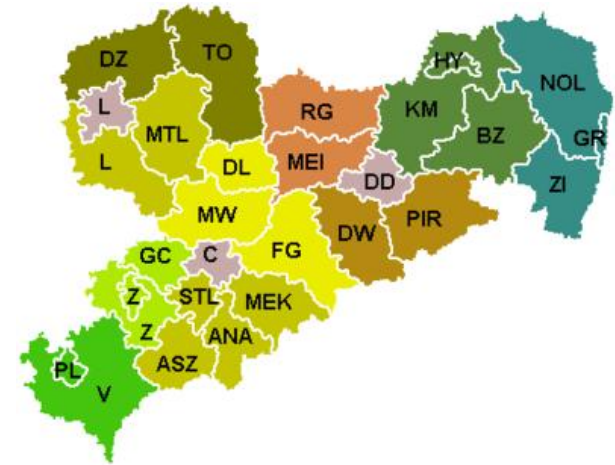 DZ
TO
HY
NOL
L
RG
KM
MTL
BZ
GR
L
DL
MEI
DD
ZI
MW
DW
PIR
GC
C
FG
Z
STL
MEK
Z
ANA
PL
ASZ
V